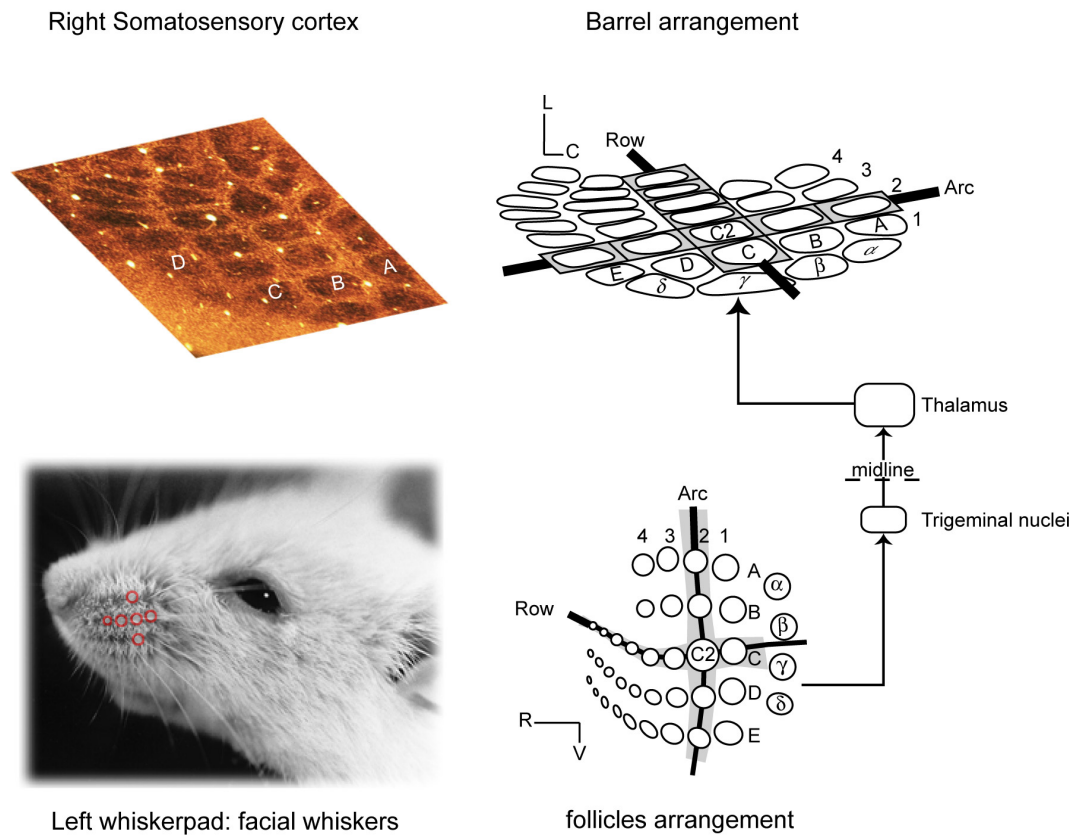 Right Somatosensory cortex
D
C
B
A
Barrel arrangement
L
C
Row
4
3
2
Arc
1
A
B
C2
C
D
E
α
β
γ
δ
Thalamus
midline
Trigeminal nuclei
Arc
4 3 2 1
A
α
B
β
Row
C2
C
γ
D
δ
E
R
V
Left whiskerpad: facial whiskers
follicles arrangement